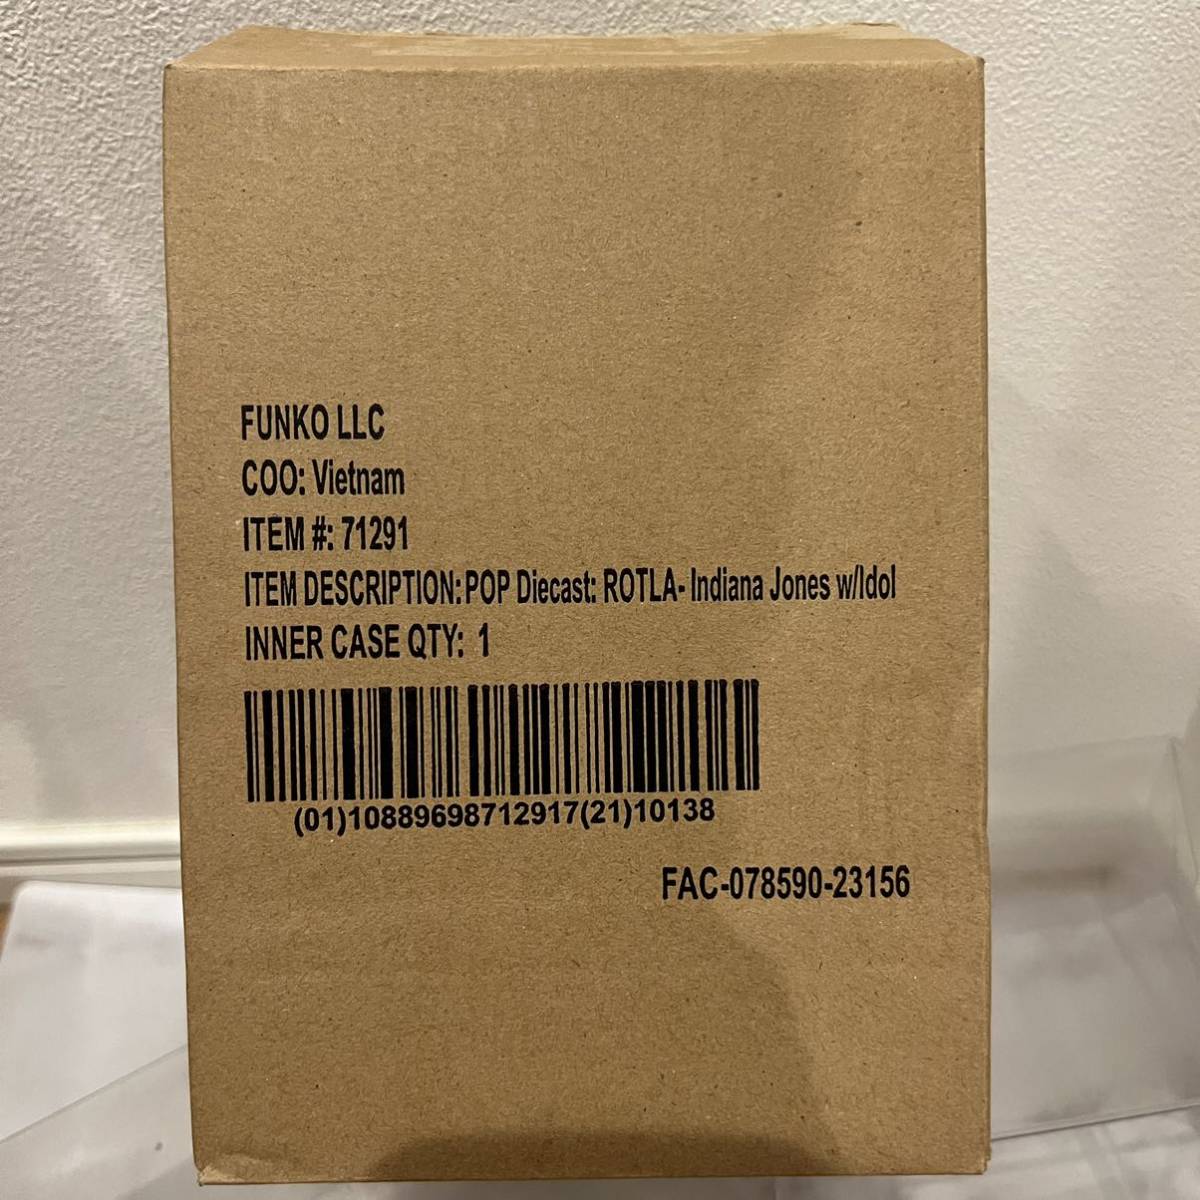 FUNKO LLC
COO: Vietnam
ITEM #: 71291
ITEM DESCRIPTION: POP Diecast: ROTLA- Indiana Jones w/Idol
INNER CASE QTY: 1
(01)10889698712917(21)10138
FAC-078590-23156